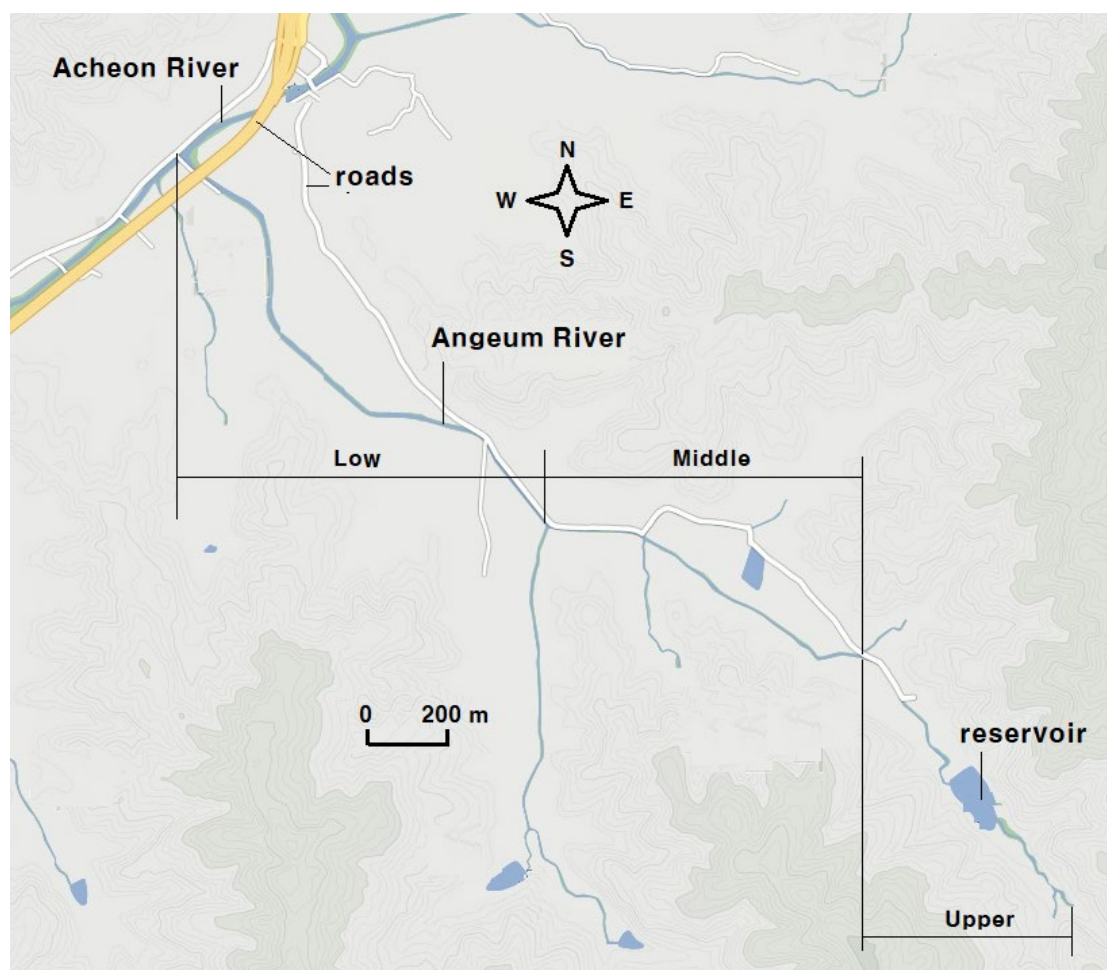 Acheon River
roads
N
W E
S
Angeum River
Low Middle
0 200 m
reservoir
Upper